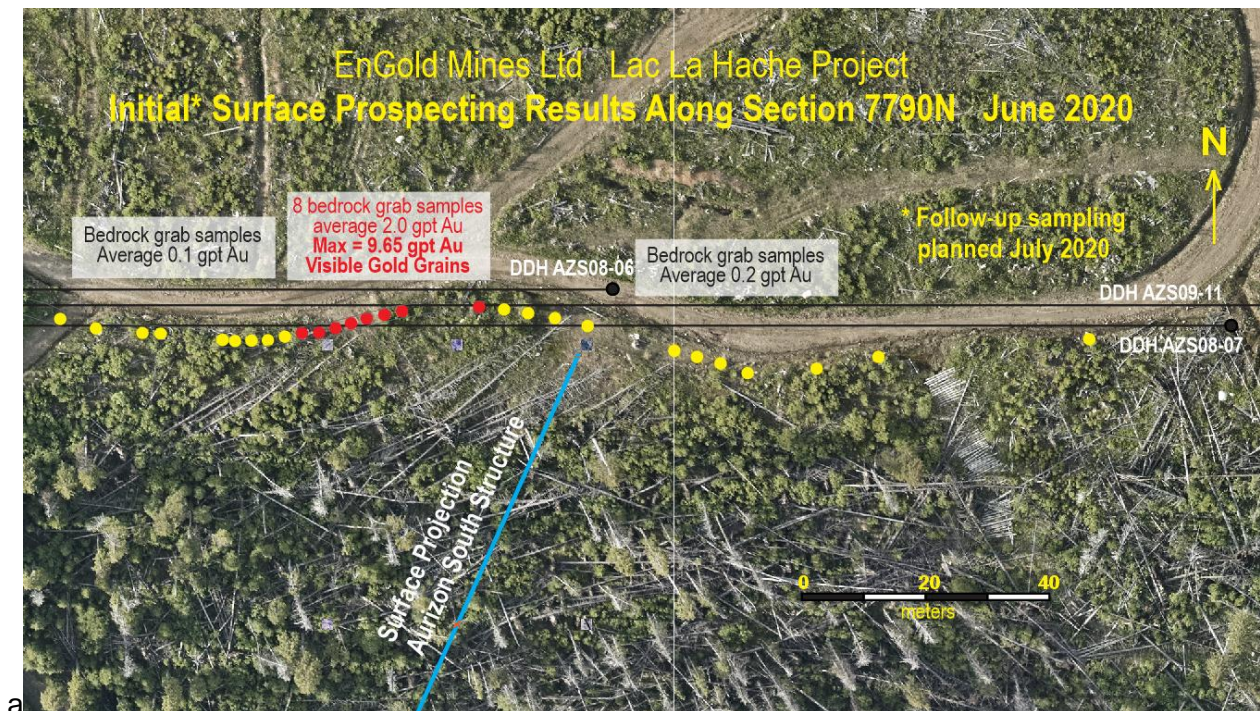 EnGold Mines Ltd Lac La Hache Project
Initial* Surface Prospecting Results Along Section 7790N June 2020
N
* Follow-up sampling
planned July 2020
Bedrock grab samples
Average 0.1 gpt Au
8 bedrock grab samples
average 2.0 gpt Au
Max = 9.65 gpt Au
Visible Gold Grains
DDH AZS08-06
Bedrock grab samples
Average 0.2 gpt Au
DDH AZS09-11
DDH AZS08-07
Surface Projection
Aurizon South Structure
0 20 40
meters
a